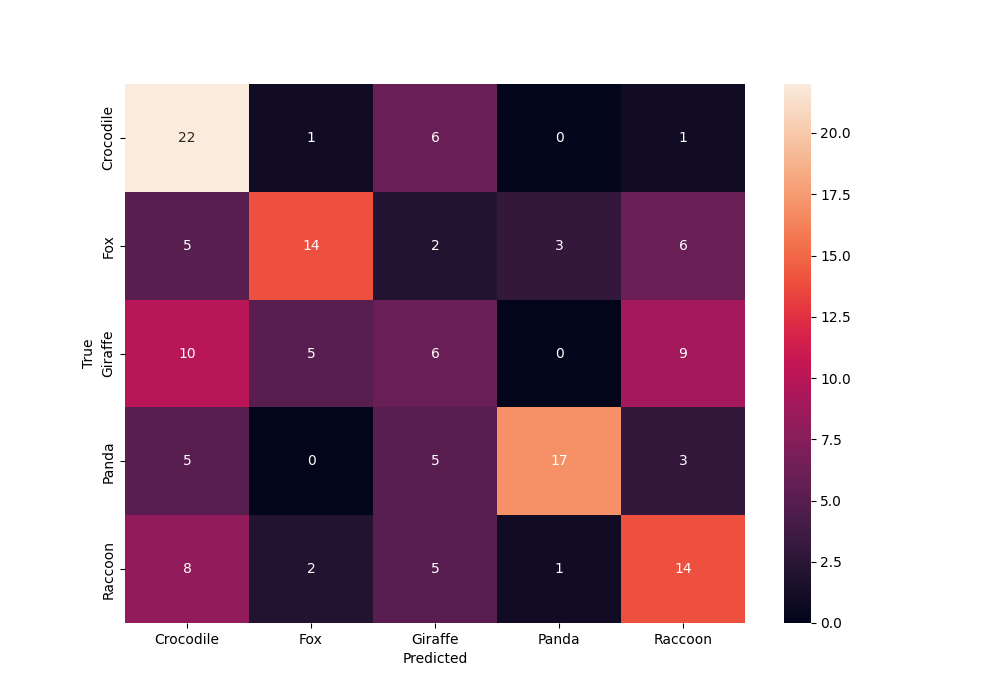 Crocodile 22 1 6 0 1
Fox 5 14 2 3 6
True
Giraffe 10 5 6 0 9
Panda 5 0 5 17 3
Raccoon 8 2 5 1 14
Crocodile Fox Giraffe Panda Raccoon
Predicted
20.0
17.5
15.0
12.5
10.0
7.5
5.0
2.5
0.0